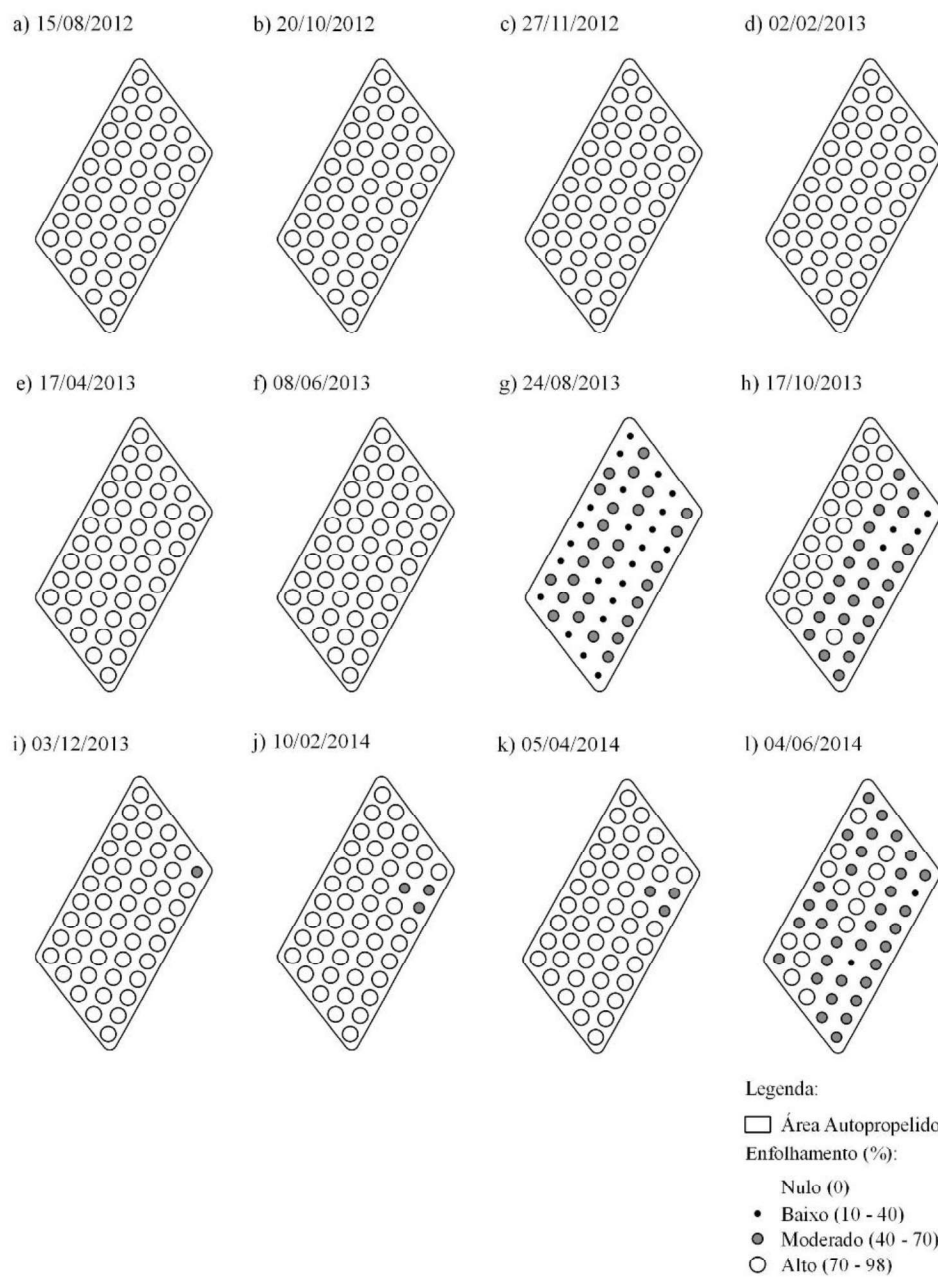 a) 15/08/2012
b) 20/10/2012
c) 27/11/2012
d) 02/02/2013
e) 17/04/2013
f) 08/06/2013
g) 24/08/2013
h) 17/10/2013
i) 03/12/2013
j) 10/02/2014
k) 05/04/2014
l) 04/06/2014
Legenda:
Área Autopropelido
Enfolhamento (%):
Nulo (0)
Baixo (10 - 40)
Moderado (40 - 70)
Alto (70 - 98)